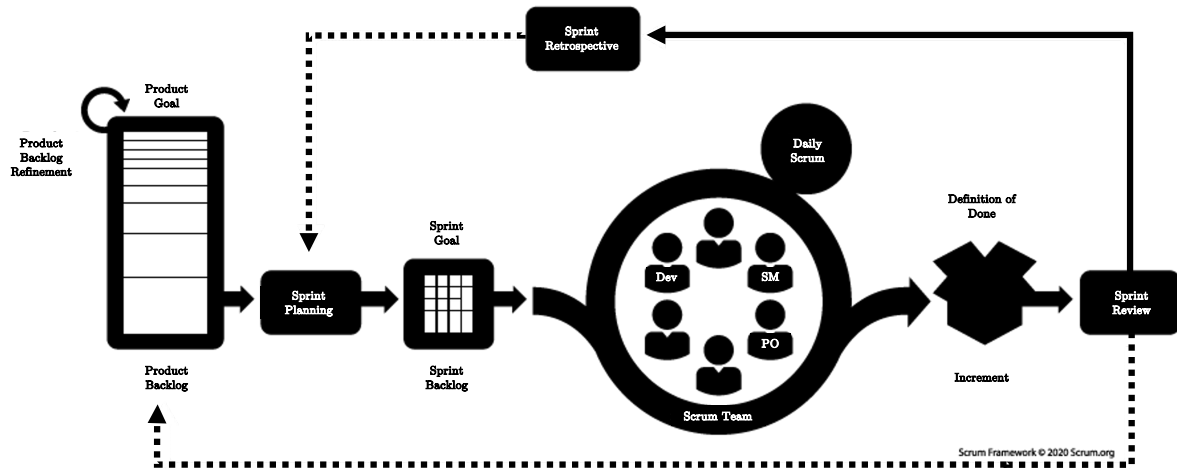 Sprint
Retrospective
Product
Goal
Daily
Scrum
Product
Backlog
Refinement
Definition of
Done
Sprint
Goal
Dev
SM
Sprint
Planning
Sprint
Review
PO
Product
Backlog
Sprint
Backlog
Increment
Scrum Team
Scrum Framework © 2020 Scrum.org